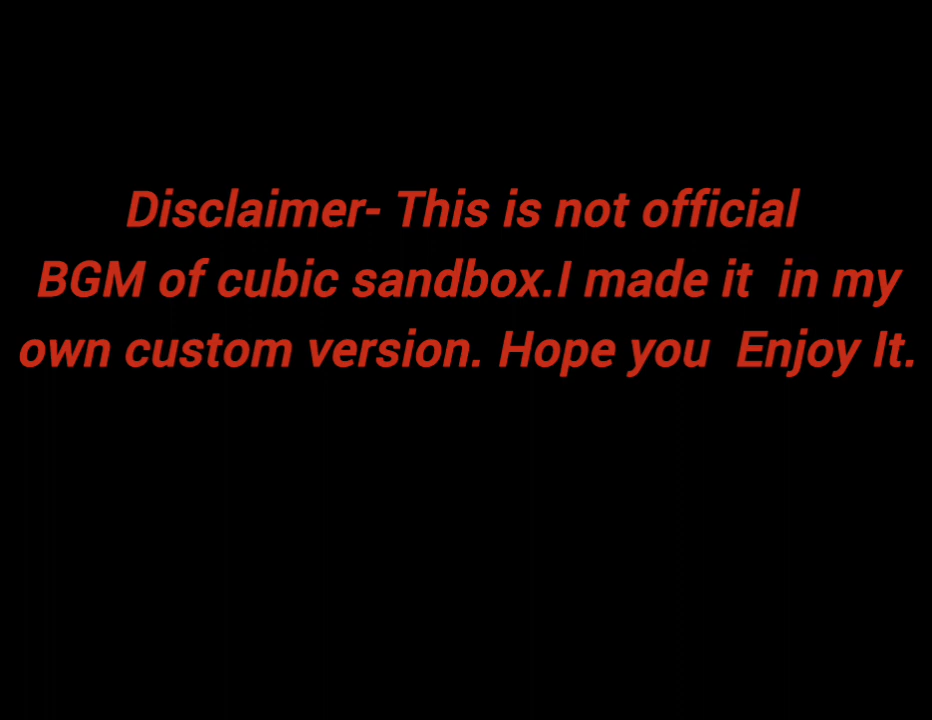 Disclaimer- This is not official
BGM of cubic sandbox.I made it  in my
own custom version. Hope you  Enjoy It.